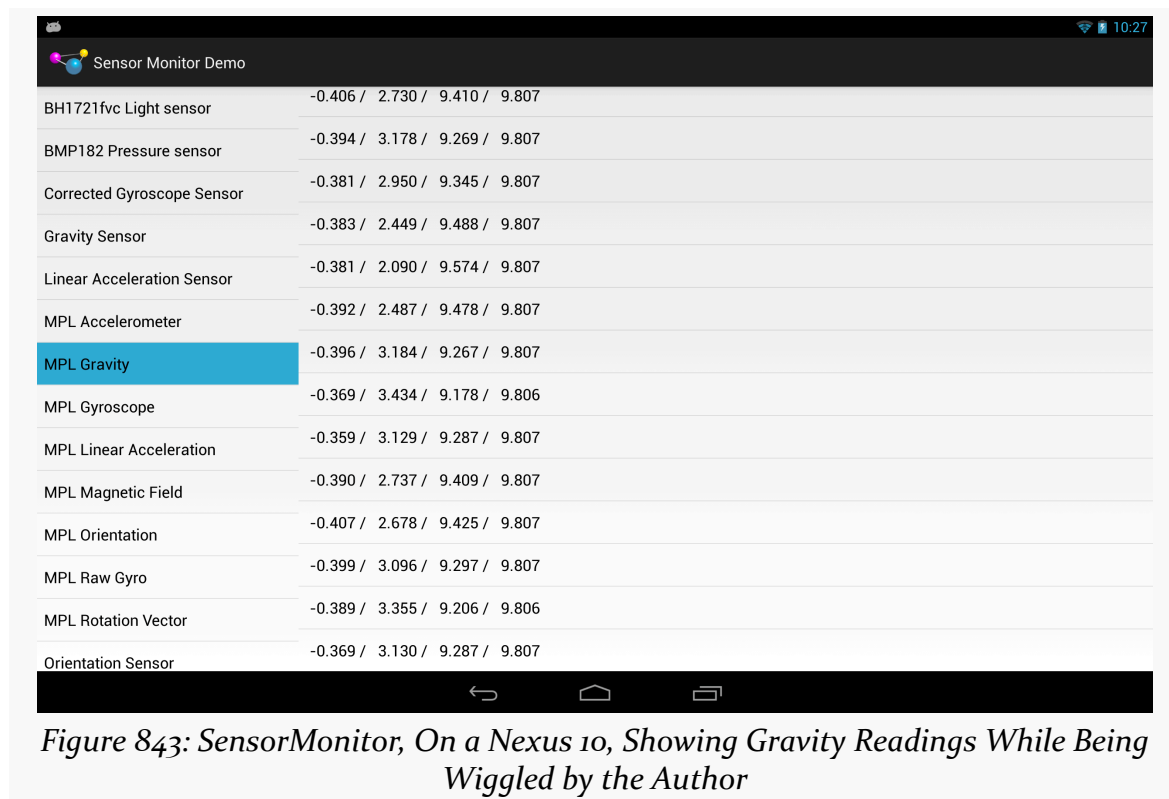 10:27
Sensor Monitor Demo
BH1721fvc Light sensor
BMP182 Pressure sensor
Corrected Gyroscope Sensor
Gravity Sensor
Linear Acceleration Sensor
MPL Accelerometer
MPL Gravity
MPL Gyroscope
MPL Linear Acceleration
MPL Magnetic Field
MPL Orientation
MPL Raw Gyro
MPL Rotation Vector
Orientation Sensor
-0.406 / 2.730 / 9.410 / 9.807
-0.394 / 3.178 / 9.269 / 9.807
-0.381 / 2.950 / 9.345 / 9.807
-0.383 / 2.449 / 9.488 / 9.807
-0.381 / 2.090 / 9.574 / 9.807
-0.392 / 2.487 / 9.478 / 9.807
-0.396 / 3.184 / 9.267 / 9.807
-0.369 / 3.434 / 9.178 / 9.806
-0.359 / 3.129 / 9.287 / 9.807
-0.390 / 2.737 / 9.409 / 9.807
-0.407 / 2.678 / 9.425 / 9.807
-0.399 / 3.096 / 9.297 / 9.807
-0.389 / 3.355 / 9.206 / 9.806
-0.369 / 3.130 / 9.287 / 9.807
Figure 843: SensorMonitor, On a Nexus 10, Showing Gravity Readings While Being
Wiggled by the Author